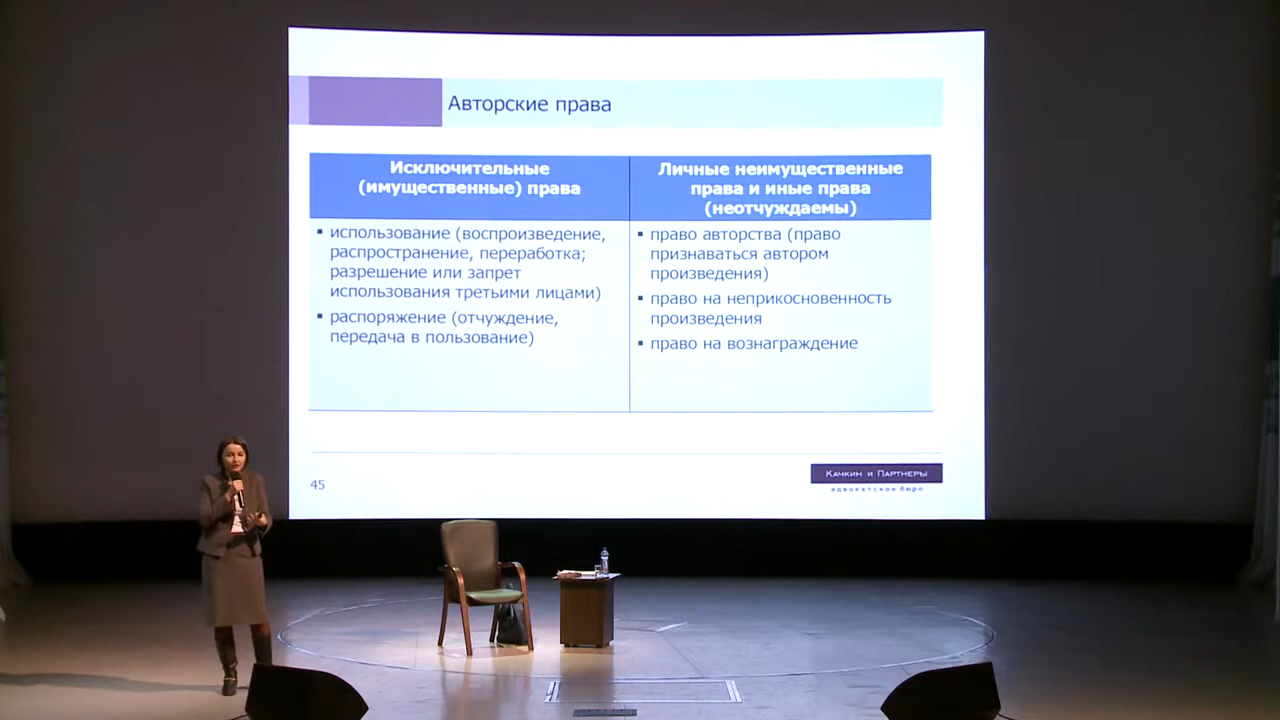 Авторские права
Исключительные
(имущественные) права
Личные неимущественные
права и иные права
(неотчуждаемы)
▪ использование (воспроизведение,
распространение, переработка;
разрешение или запрет
использования третьими лицами)
▪ распоряжение (отчуждение,
передача в пользование)
▪ право авторства (право
признаваться автором
произведения)
▪ право на неприкосновенность
произведения
▪ право на вознаграждение
45
Качкин и Партнеры
адвокатское бюро